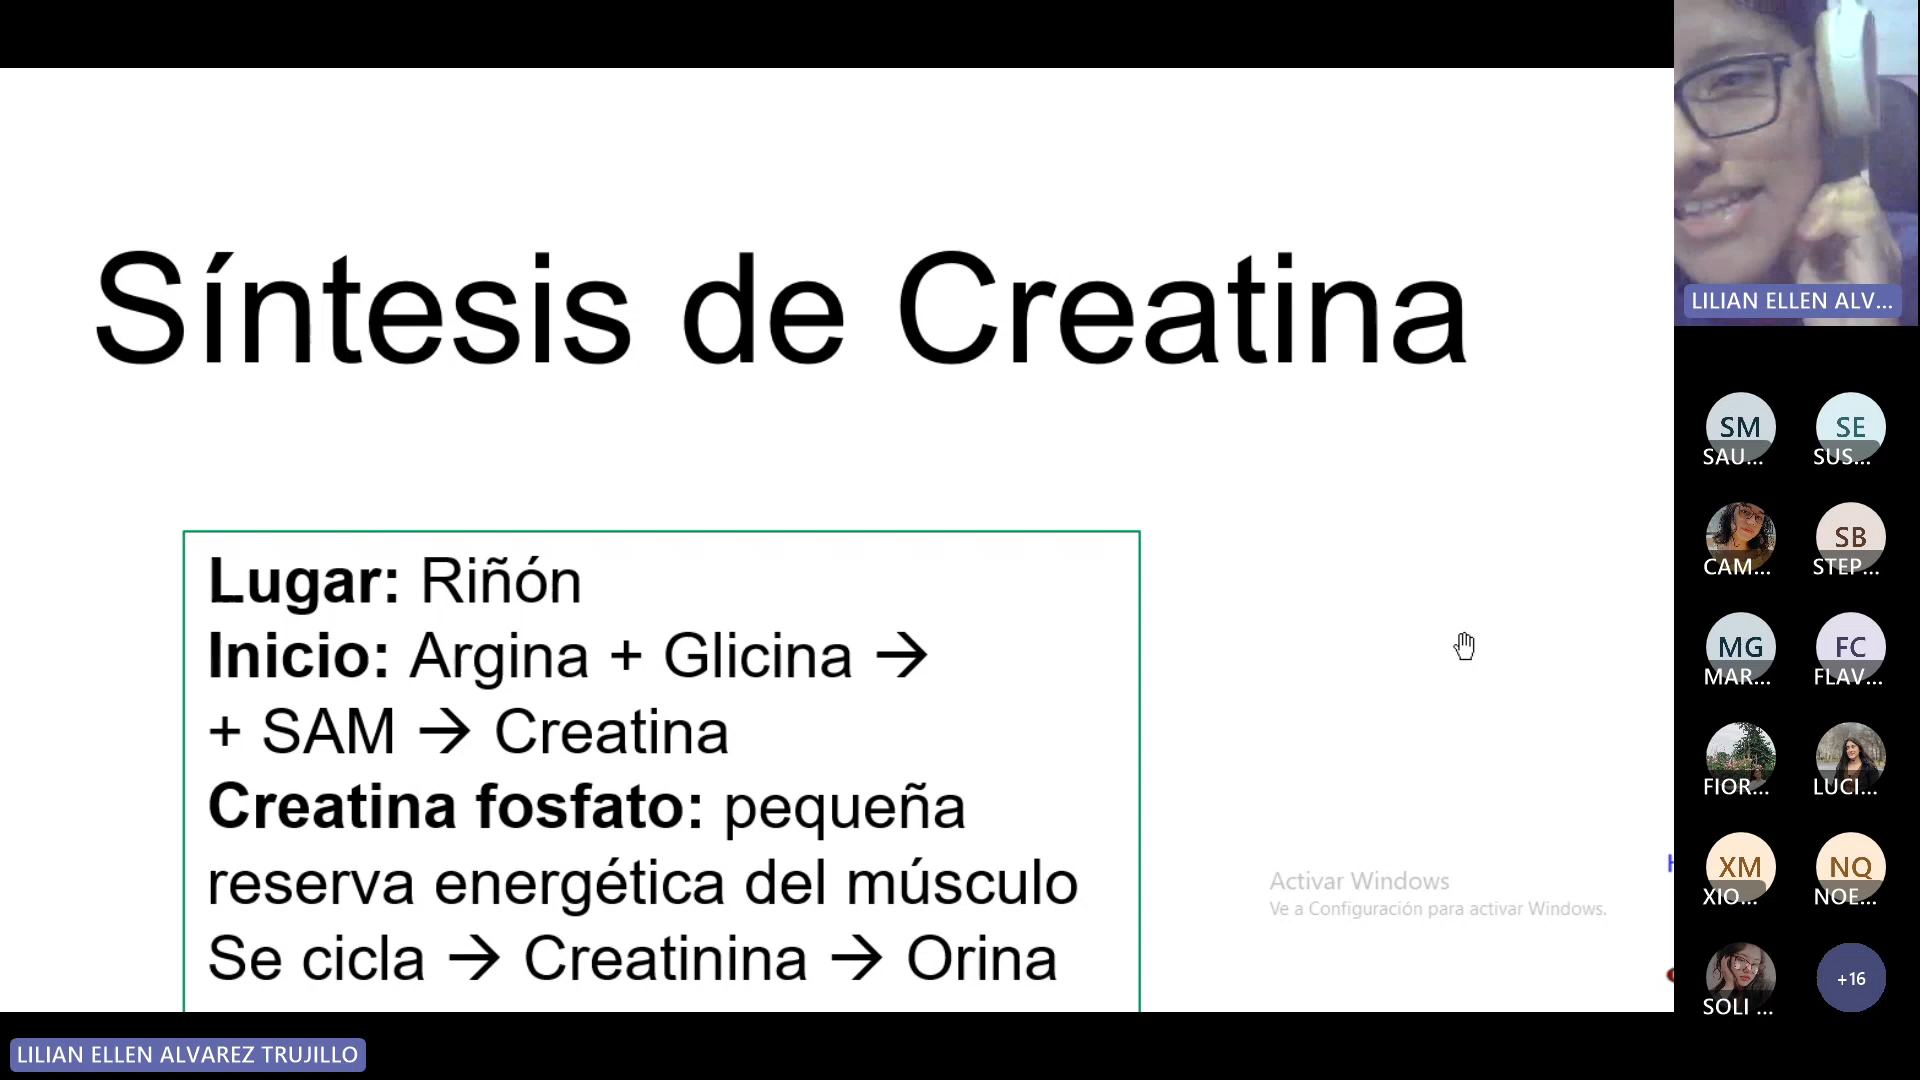 Síntesis de Creatina
Lugar: Riñón
Inicio: Argina + Glicina →
+ SAM → Creatina
Creatina fosfato: pequeña
reserva energética del músculo
Se cicla → Creatinina → Orina
Activar Windows
Ve a Configuración para activar Windows.
LILIAN ELLEN ALV...
SM
SAU...
SE
SUS...
CAM...
SB
STEP...
MG
MAR...
FC
FLAV...
FIOR...
LUCI...
XM
XIO...
NQ
NOE...
SOLI ...
+16
LILIAN ELLEN ALVAREZ TRUJILLO